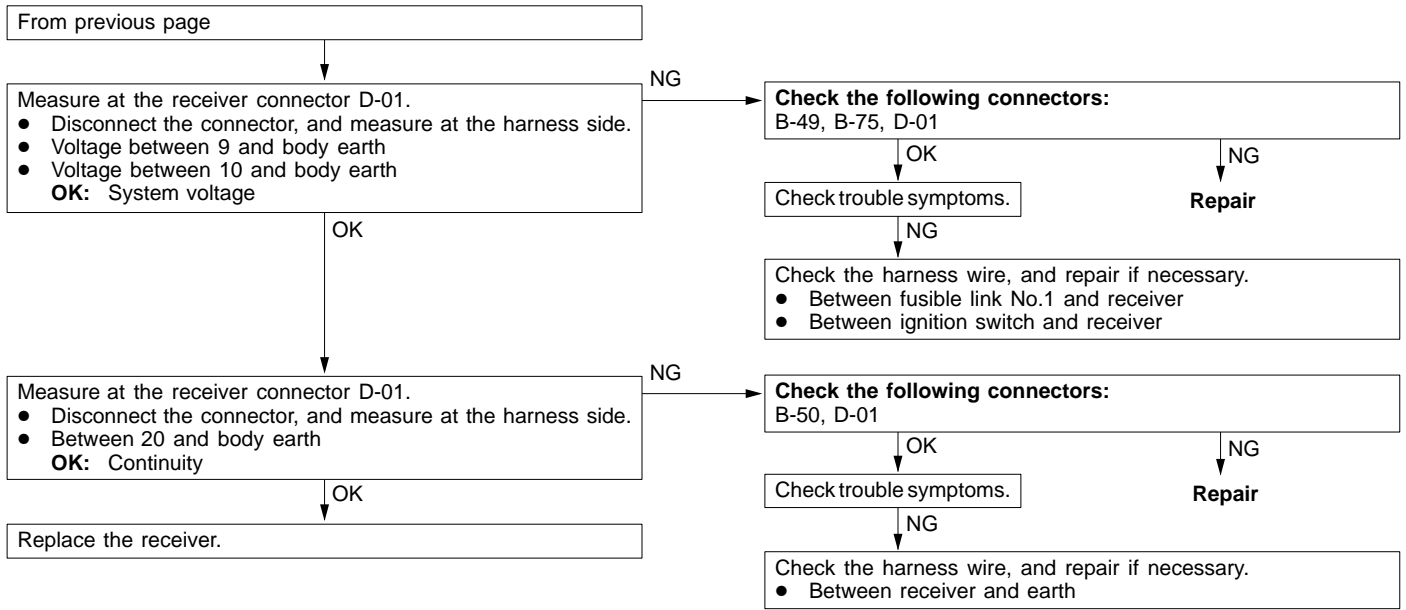 From previous page
NG
Measure at the receiver connector D-01.
● Disconnect the connector, and measure at the harness side.
● Voltage between 9 and body earth
● Voltage between 10 and body earth
OK: System voltage
Check the following connectors:
B-49, B-75, D-01
OK
NG
Check trouble symptoms.
Repair
NG
Check the harness wire, and repair if necessary.
● Between fusible link No.1 and receiver
● Between ignition switch and receiver
OK
NG
Measure at the receiver connector D-01.
● Disconnect the connector, and measure at the harness side.
● Between 20 and body earth
OK: Continuity
Check the following connectors:
B-50, D-01
OK
NG
Check trouble symptoms.
Repair
NG
Check the harness wire, and repair if necessary.
● Between receiver and earth
OK
Replace the receiver.